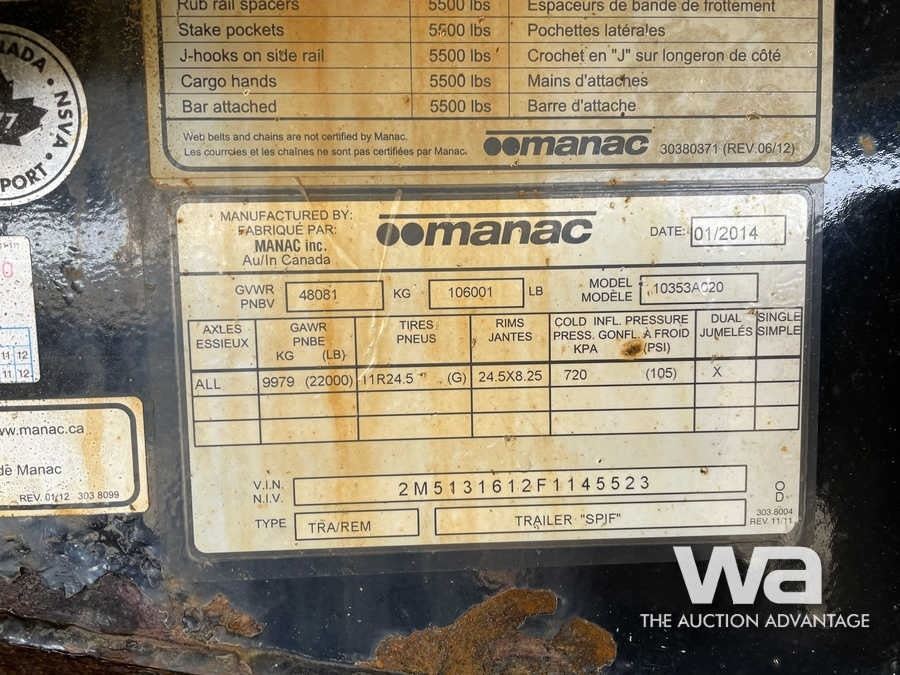 Rub rail spacers 5500 lbs Espaceurs de bande de frottement
Stake pockets 5500 lbs Pochettes latérales
J-hooks on side rail 5500 lbs Crochet en "J" sur longeron de côté
Cargo hands 5500 lbs Mains d'attaches
Bar attached 5500 lbs Barre d'attache
Web belts and chains are not certified by Manac.
Les courroies et les chaînes ne sont pas certifiées par Manac.
manac 30380371 (REV.06/12)
NADA • NSVA
PORT
MANUFACTURED BY:
FABRIQUÉ PAR:
MANAC inc.
Au/In Canada
manac
DATE: 01/2014
GVWR
PNBV 48081 KG 106001 LB
MODEL
MODÈLE 10353A020
AXLES
ESSIEUX
GAWR
PNBE
KG (LB)
TIRES
PNEUS
RIMS
JANTES
COLD INFL. PRESSURE
PRESS. GONFL. À FROID
KPA (PSI)
DUAL
JUMELÉS
SINGLE
SIMPLE
ALL 9979 (22000) 11R24.5 (G) 24.5X8.25 720 (105) X
V.I.N.
N.I.V. 2M5131612F1145523
TYPE TRA/REM TRAILER "SPIF"
O
D
303 8004
REV. 11/11
0
11 12
11 12
www.manac.ca
de Manac
REV. 01/12 303 8099
wa
THE AUCTION ADVANTAGE